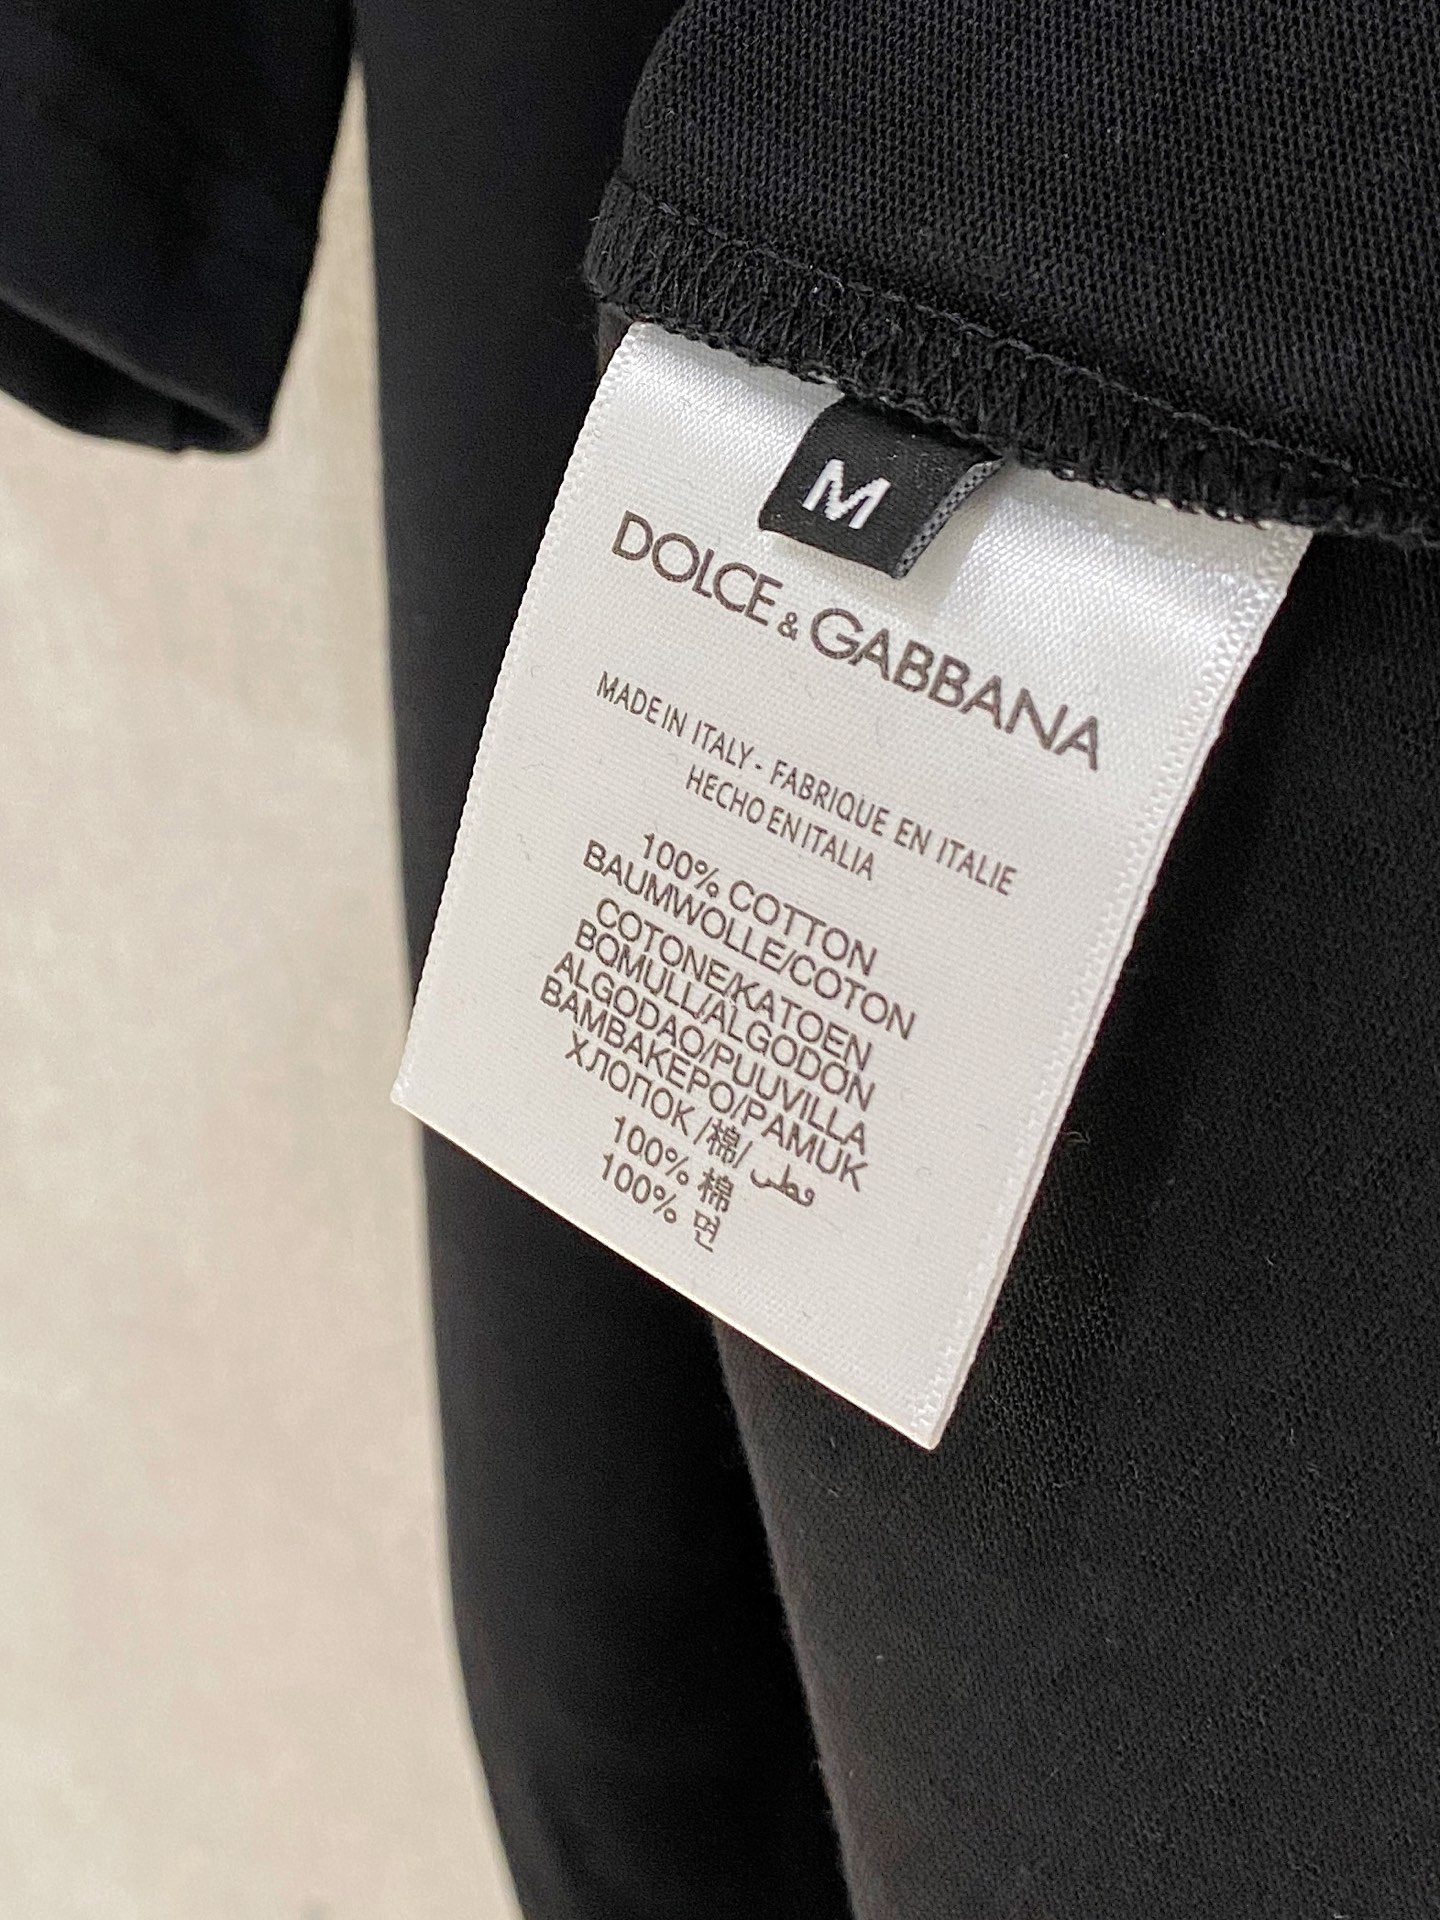 M
DOLCE & GABBANA
MADE IN ITALY - FABRIQUE EN ITALIE
HECHO EN ITALIA
100% COTTON
BAUMWOLLE/COTON
COTONE/KATOEN
BOMULL/ALGODON
ALGODAO/PUUVILLA
BAMBAKEPO/PAMUK
ХЛОПОК /棉/ قطن
100% 棉
100% 면